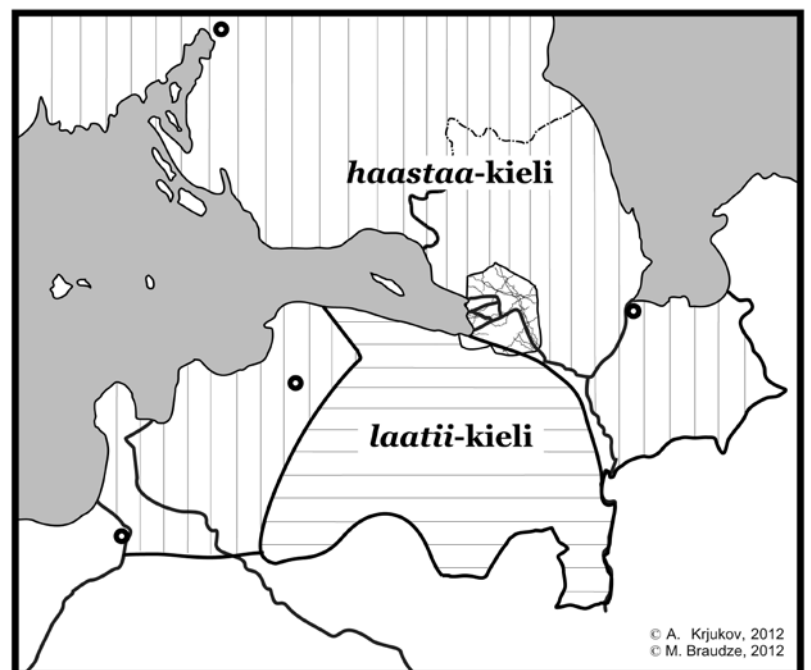 haastaa-kieli
laatii-kieli
© A. Krjukov, 2012
© M. Braudze, 2012